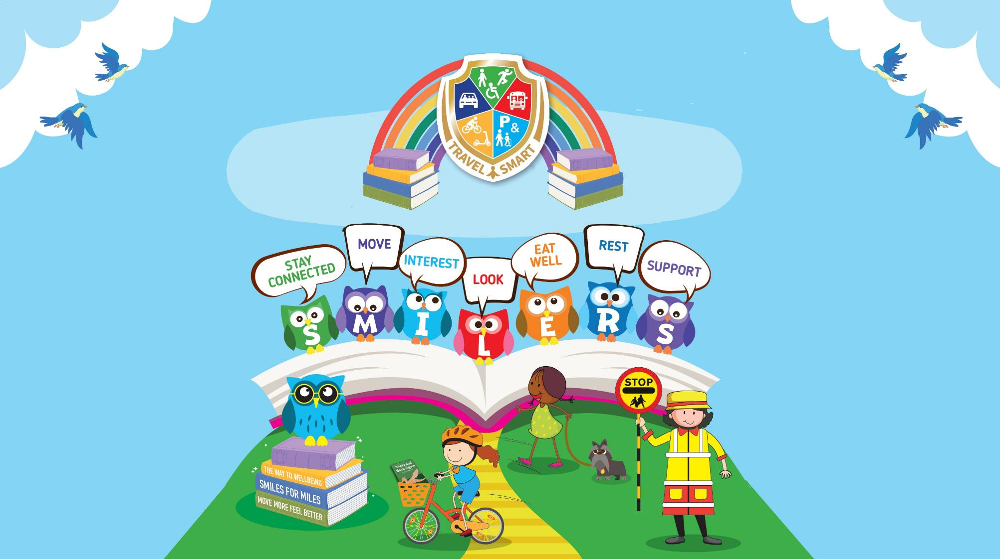 P &
TRAVEL SMART
STAY
CONNECTED
MOVE
INTEREST
LOOK
EAT
WELL
REST
SUPPORT
S M I L E R S
STOP
THE WAY TO WELLBEING
SMILES FOR MILES
MOVE MORE FEEL BETTER
There and
Back Again